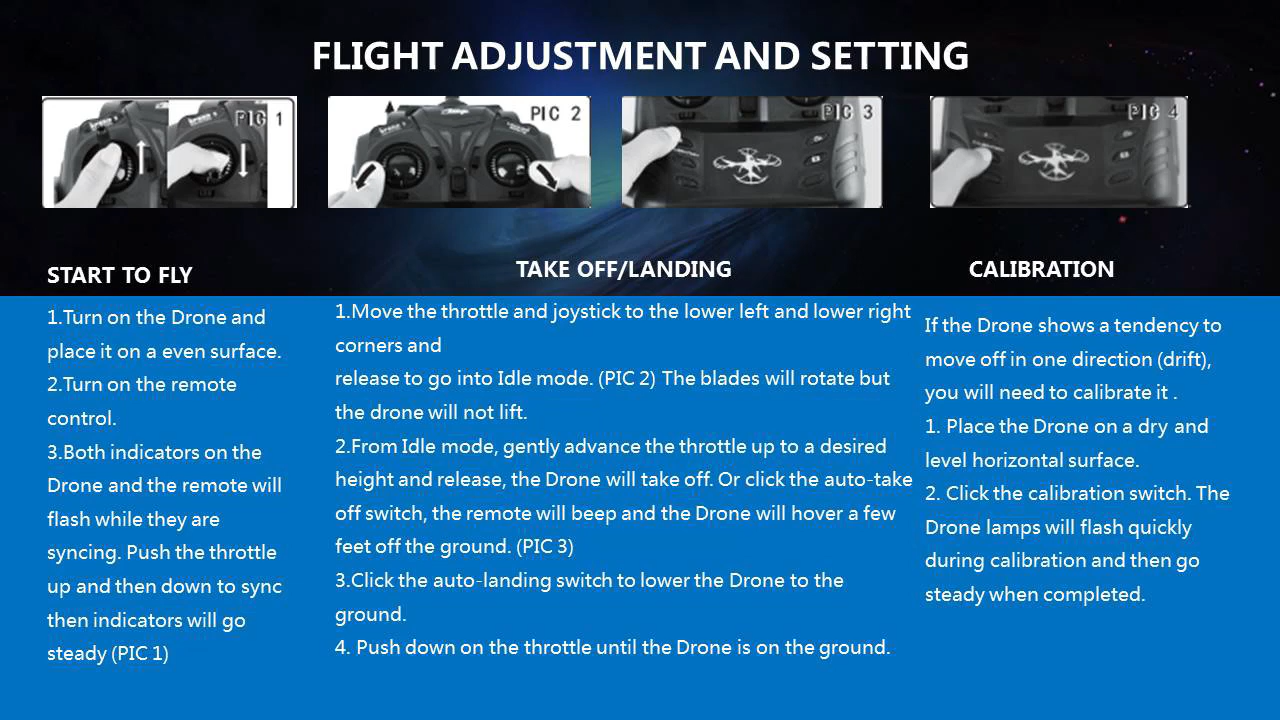 FLIGHT ADJUSTMENT AND SETTING
PIC 1
PIC 2
PIC 3
PIC 4
START TO FLY
1.Turn on the Drone and
place it on a even surface.
2.Turn on the remote
control.
3.Both indicators on the
Drone and the remote will
flash while they are
syncing. Push the throttle
up and then down to sync
then indicators will go
steady (PIC 1)
TAKE OFF/LANDING
1.Move the throttle and joystick to the lower left and lower right
corners and
release to go into Idle mode. (PIC 2) The blades will rotate but
the drone will not lift.
2.From Idle mode, gently advance the throttle up to a desired
height and release, the Drone will take off. Or click the auto-take
off switch, the remote will beep and the Drone will hover a few
feet off the ground. (PIC 3)
3.Click the auto-landing switch to lower the Drone to the
ground.
4. Push down on the throttle until the Drone is on the ground.
CALIBRATION
If the Drone shows a tendency to
move off in one direction (drift),
you will need to calibrate it .
1. Place the Drone on a dry and
level horizontal surface.
2. Click the calibration switch. The
Drone lamps will flash quickly
during calibration and then go
steady when completed.